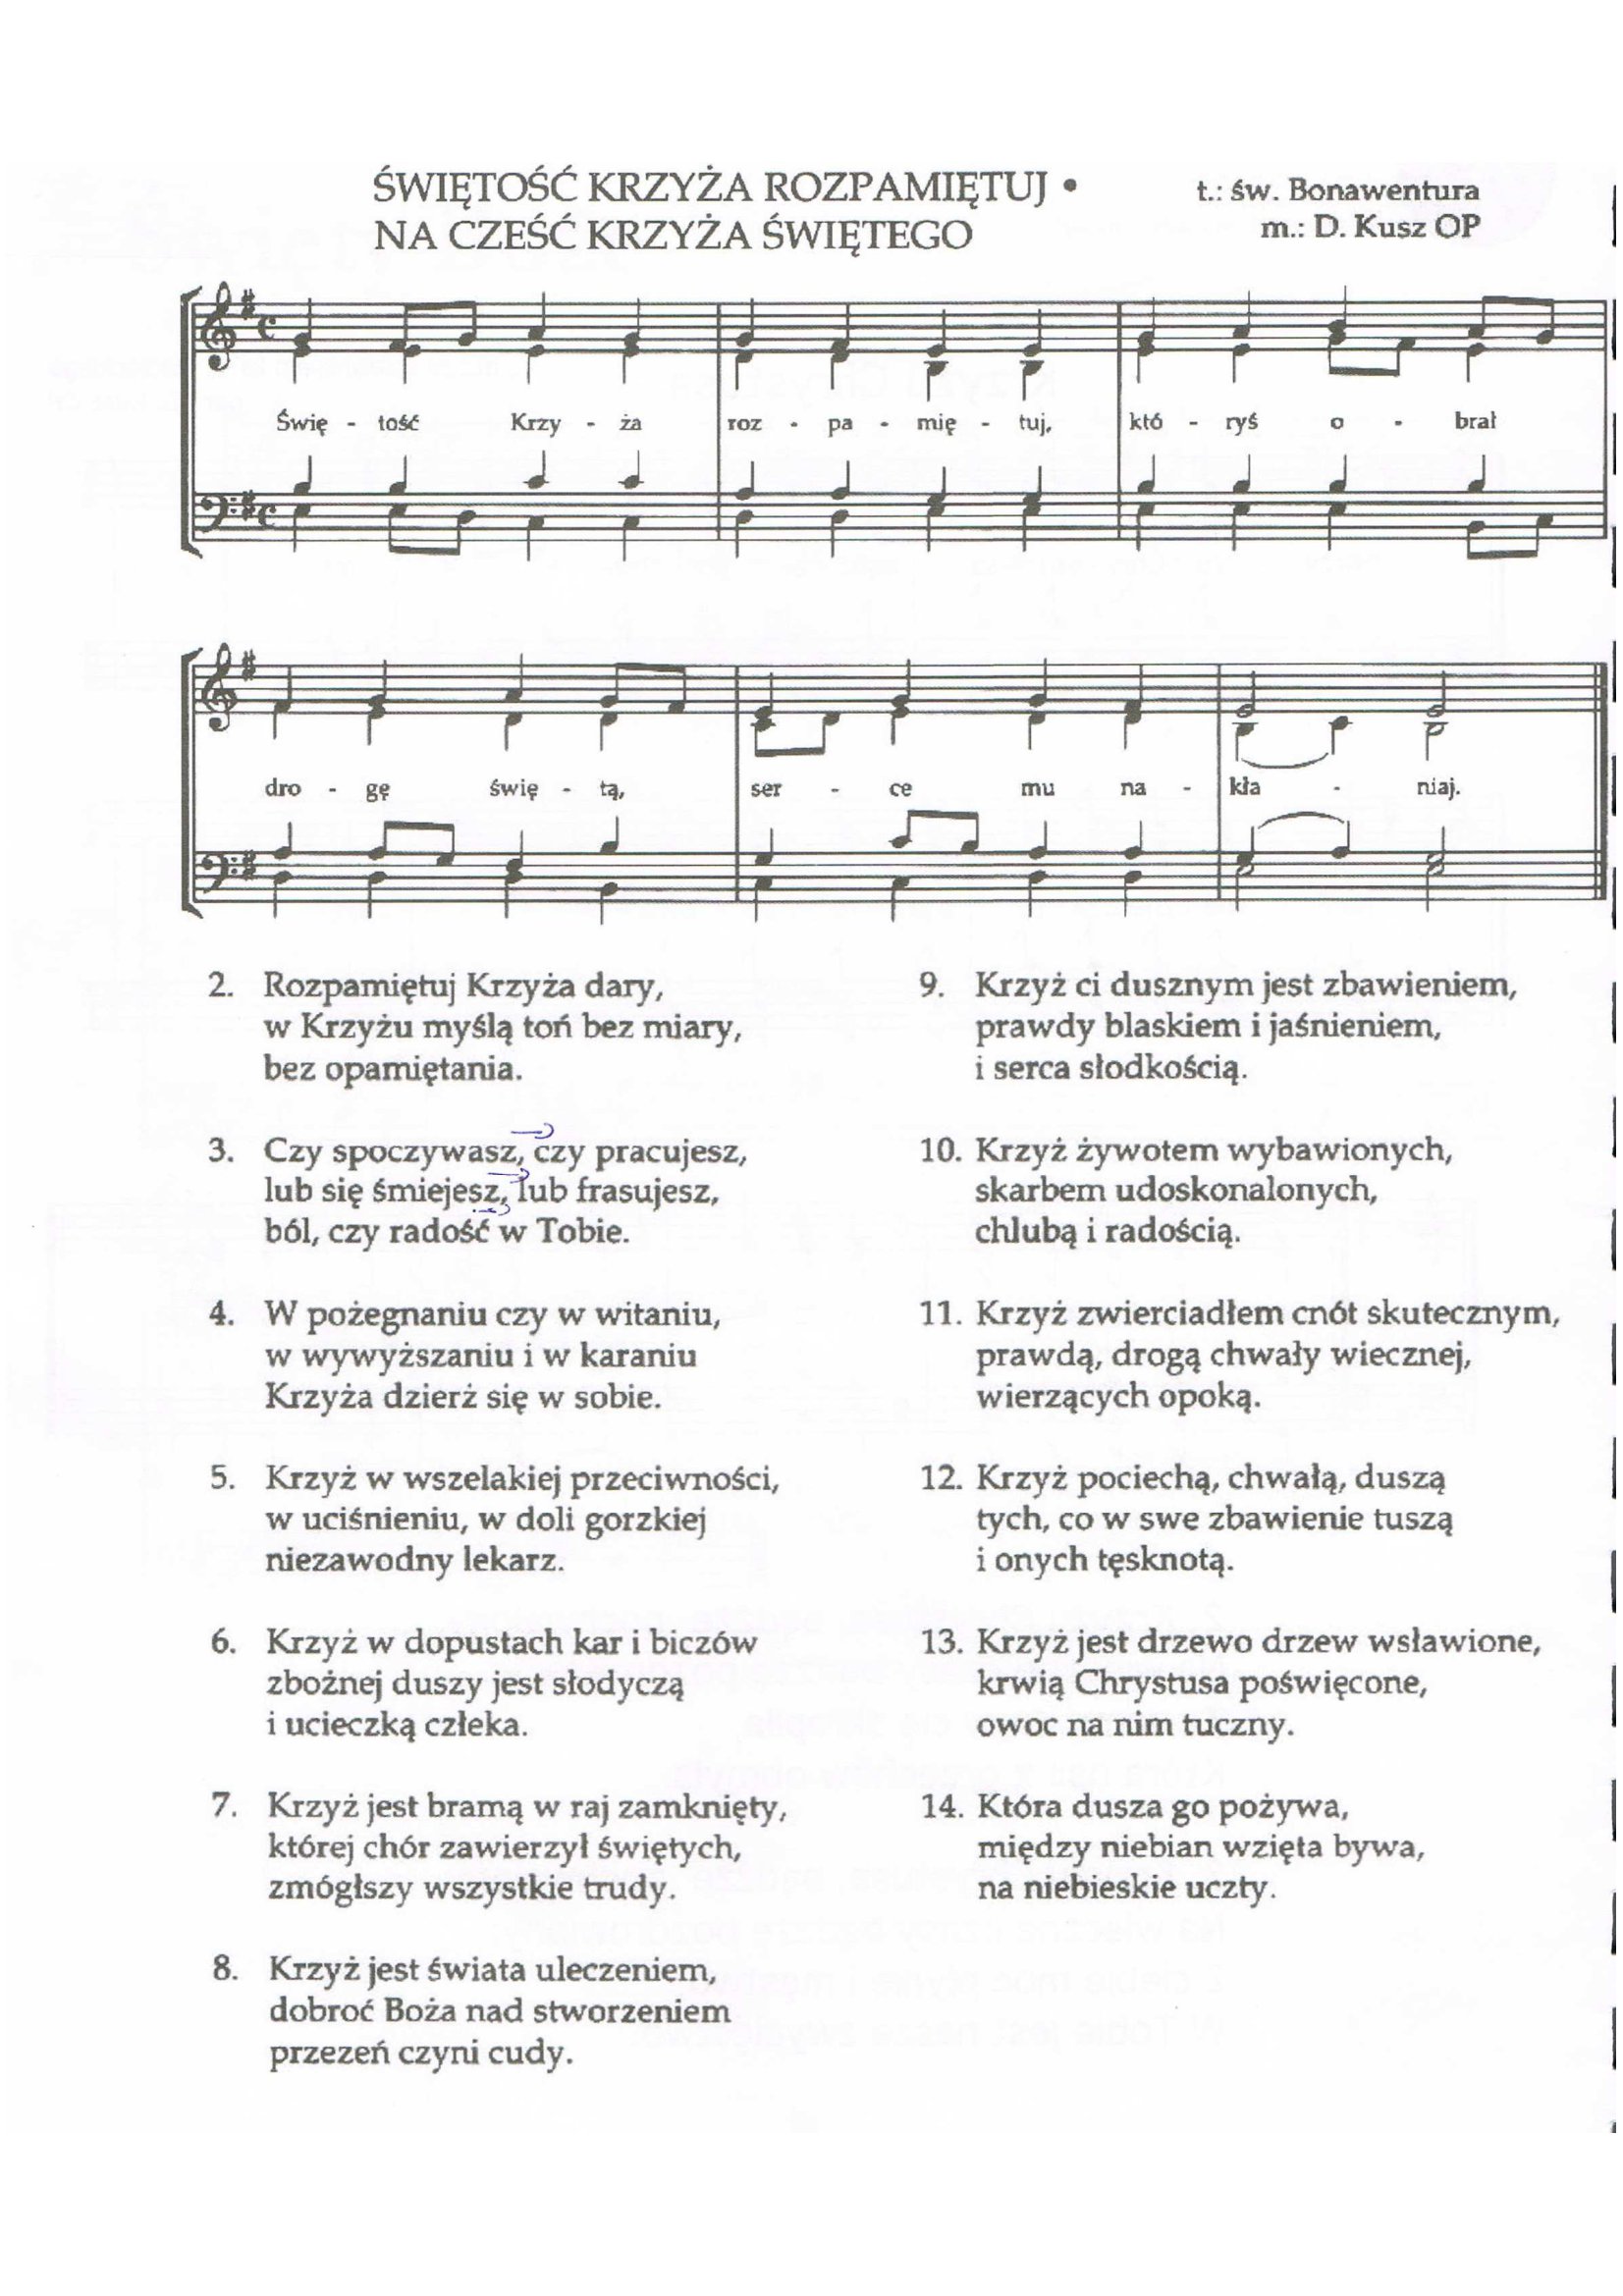 ŚWIĘTOŚĆ KRZYŻA ROZPAMIĘTUJ •
NA CZEŚĆ KRZYŻA ŚWIĘTEGO
t.: św. Bonawentura
m.: D. Kusz OP
Świę - tość Krzy - ża roz - pa - mię - tuj, któ - ryś o - brał
dro - gę świę - tą, ser - ce mu na - kła - niaj.
2. Rozpamiętuj Krzyża dary,
w Krzyżu myślą toń bez miary,
bez opamiętania.
3. Czy spoczywasz, czy pracujesz,
lub się śmiejesz, lub frasujesz,
ból, czy radość w Tobie.
4. W pożegnaniu czy w witaniu,
w wywyższaniu i w karaniu
Krzyża dzierż się w sobie.
5. Krzyż w wszelakiej przeciwności,
w uciśnieniu, w doli gorzkiej
niezawodny lekarz.
6. Krzyż w dopustach kar i biczów
zbożnej duszy jest słodyczą
i ucieczką człeka.
7. Krzyż jest bramą w raj zamknięty,
której chór zawierzył świętych,
zmógłszy wszystkie trudy.
8. Krzyż jest świata uleczeniem,
dobroć Boża nad stworzeniem
przezeń czyni cudy.
9. Krzyż ci dusznym jest zbawieniem,
prawdy blaskiem i jaśnieniem,
i serca słodkością.
10. Krzyż żywotem wybawionych,
skarbem udoskonalonych,
chlubą i radością.
11. Krzyż zwierciadłem cnót skutecznym,
prawdą, drogą chwały wiecznej,
wierzących opoką.
12. Krzyż pociechą, chwałą, duszą
tych, co w swe zbawienie tuszą
i onych tęsknotą.
13. Krzyż jest drzewo drzew wsławione,
krwią Chrystusa poświęcone,
owoc na nim tuczny.
14. Która dusza go pożywa,
między niebian wzięta bywa,
na niebieskie uczty.